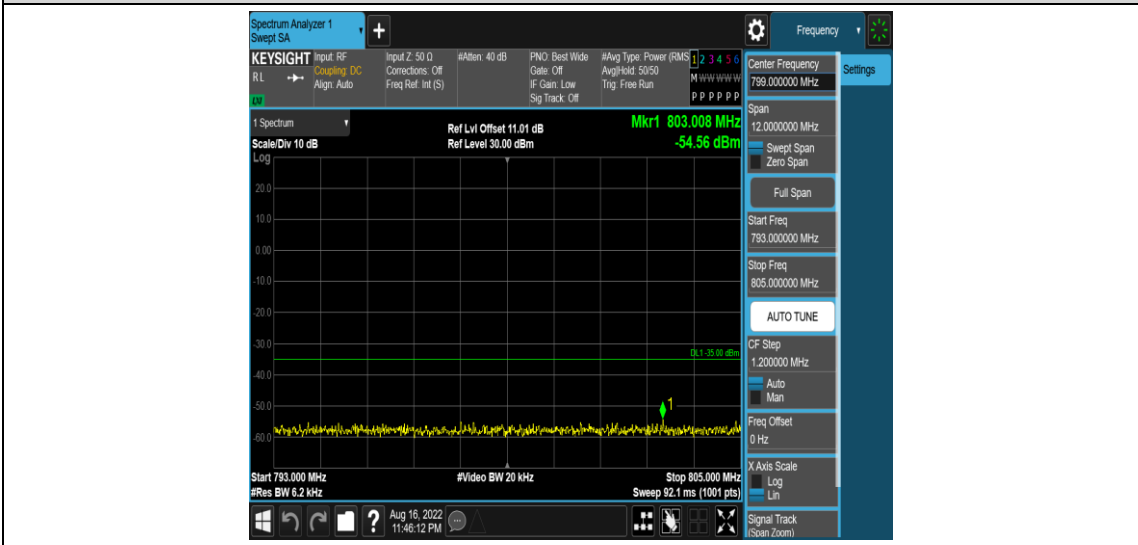 Spectrum Analyzer 1
Swept SA
+
Frequency
KEYSIGHT
RL
LXI
Input: RF
Coupling: DC
Align: Auto
Input Z: 50 Ω
Corrections: Off
Freq Ref: Int (S)
#Atten: 40 dB
PNO: Best Wide
Gate: Off
IF Gain: Low
Sig Track: Off
#Avg Type: Power (RMS
Avg|Hold: 50/50
Trig: Free Run
1 2 3 4 5 6
M W W W W W
P P P P P P
Center Frequency
799.000000 MHz
Settings
Span
12.0000000 MHz
Swept Span
Zero Span
Full Span
Start Freq
793.000000 MHz
Stop Freq
805.000000 MHz
AUTO TUNE
CF Step
1.200000 MHz
Auto
Man
Freq Offset
0 Hz
X Axis Scale
Log
Lin
Signal Track
(Span Zoom)
1 Spectrum
Scale/Div 10 dB
Log
Ref Lvl Offset 11.01 dB
Ref Level 30.00 dBm
Mkr1 803.008 MHz
-54.56 dBm
20.0
10.0
0.00
-10.0
-20.0
-30.0
DL1 -35.00 dBm
-40.0
-50.0
1
-60.0
Start 793.000 MHz
#Video BW 20 kHz
Stop 805.000 MHz
#Res BW 6.2 kHz
Sweep 92.1 ms (1001 pts)
?
Aug 16, 2022
11:46:12 PM